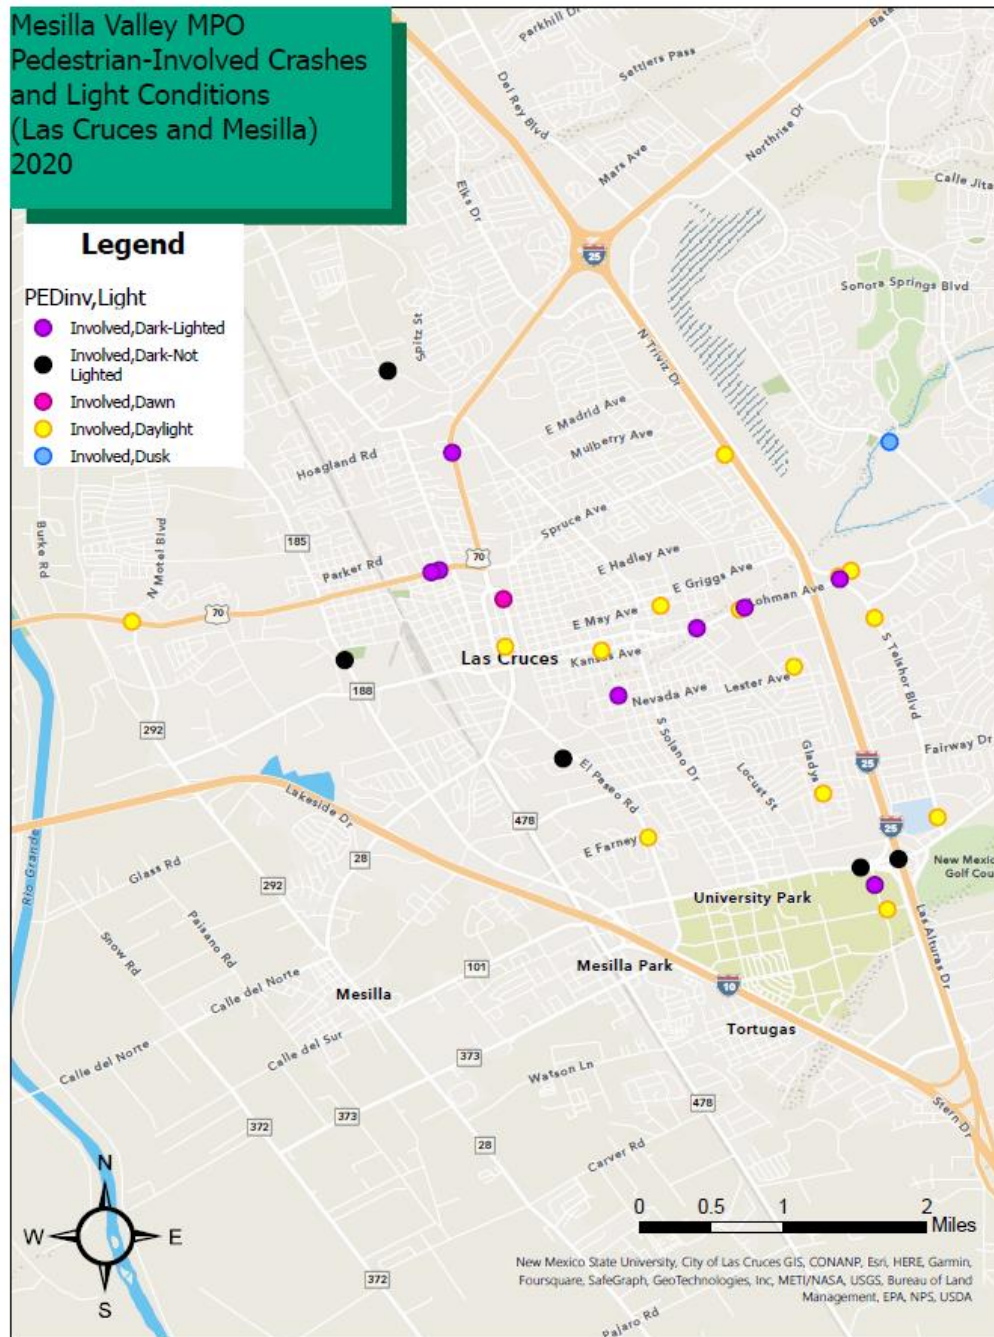 Mesilla Valley MPO
Pedestrian-Involved Crashes
and Light Conditions
(Las Cruces and Mesilla)
2020
Legend
PEDinv,Light
Involved,Dark-Lighted
Involved,Dark-Not
Lighted
Involved,Dawn
Involved,Daylight
Involved,Dusk
Parkhill Dr
Settlers Pass
Del Rey Blvd
Mars Ave
Northrise Dr
Calle Jita
Elks Dr
25
Sonora Springs Blvd
Spitz St
N Triviz Dr
E Madrid Ave
Mulberry Ave
Hoagland Rd
Burke Rd
N Motel Blvd
185
Spruce Ave
Parker Rd
70
E Hadley Ave
E Griggs Ave
70
E May Ave
Lohman Ave
Las Cruces
Kansas Ave
S Telshor Blvd
188
Nevada Ave
Lester Ave
292
S Solano Dr
Fairway Dr
Gladys
25
El Paseo Rd
Locust St
Lakeside Dr
478
25
Rio Grande
28
E Farney
Glass Rd
New Mexic
Golf Cou
292
University Park
Paisano Rd
Snow Rd
Las Alturas Dr
101
Mesilla Park
Calle del Norte
Mesilla
10
Tortugas
Calle del Sur
373
Calle del Norte
Watson Ln
478
373
372
Stern Dr
28
Carver Rd
N
W E
S
0 0.5 1 2
Miles
372
New Mexico State University, City of Las Cruces GIS, CONANP, Esri, HERE, Garmin,
Foursquare, SafeGraph, GeoTechnologies, Inc, METI/NASA, USGS, Bureau of Land
Management, EPA, NPS, USDA
Pajaro Rd